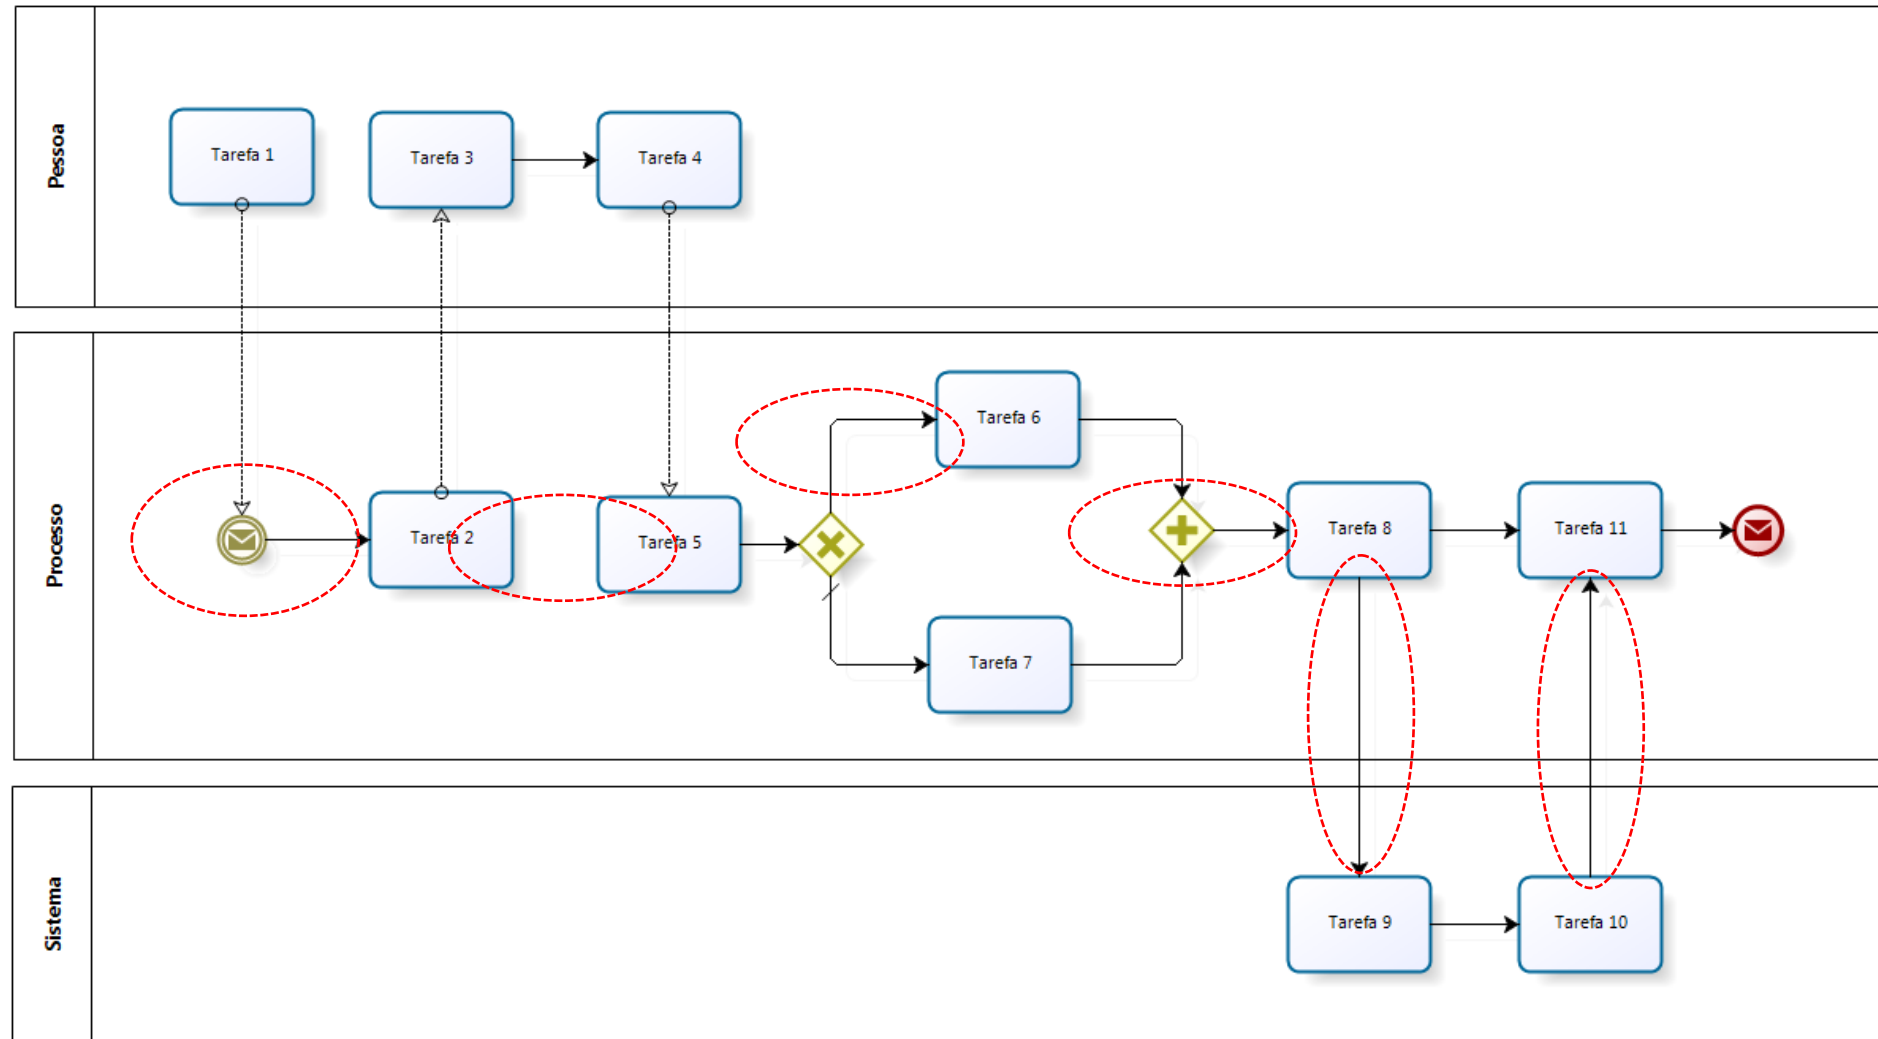 Pessoa
Tarefa 1
Tarefa 3
Tarefa 4
Processo
Tarefa 2
Tarefa 5
Tarefa 6
Tarefa 7
Tarefa 8
Tarefa 11
Sistema
Tarefa 9
Tarefa 10